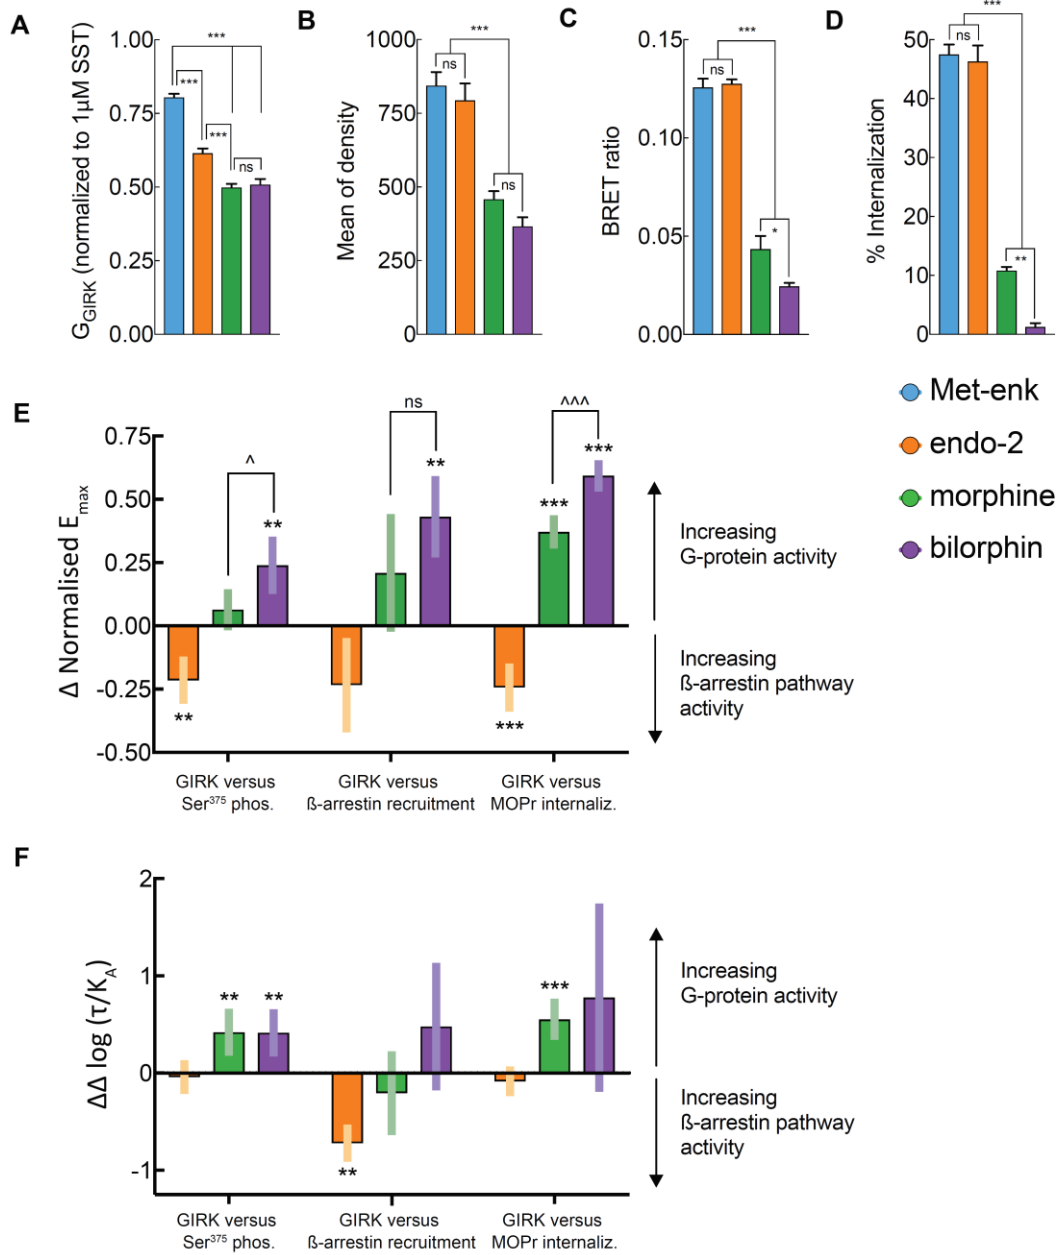 A
G_GIRK (normalized to 1µM SST)
1.00
0.75
0.50
0.25
0.00
***
***
***
ns
B
Mean of density
1000
750
500
250
0
***
ns
ns
C
BRET ratio
0.15
0.10
0.05
0.00
***
ns
*
D
% Internalization
50
40
30
20
10
0
***
ns
**
Met-enk
endo-2
morphine
bilorphin
E
Δ Normalised E_max
0.75
0.50
0.25
0.00
-0.25
-0.50
^
**
**
ns
**
^^^
***
***
***
GIRK versus
Ser³⁷⁵ phos.
GIRK versus
ß-arrestin recruitment
GIRK versus
MOPr internaliz.
Increasing
G-protein activity
Increasing
ß-arrestin pathway
activity
F
ΔΔ log (τ/K_A)
2
1
0
-1
**
**
**
***
GIRK versus
Ser³⁷⁵ phos.
GIRK versus
ß-arrestin recruitment
GIRK versus
MOPr internaliz.
Increasing
G-protein activity
Increasing
ß-arrestin pathway
activity